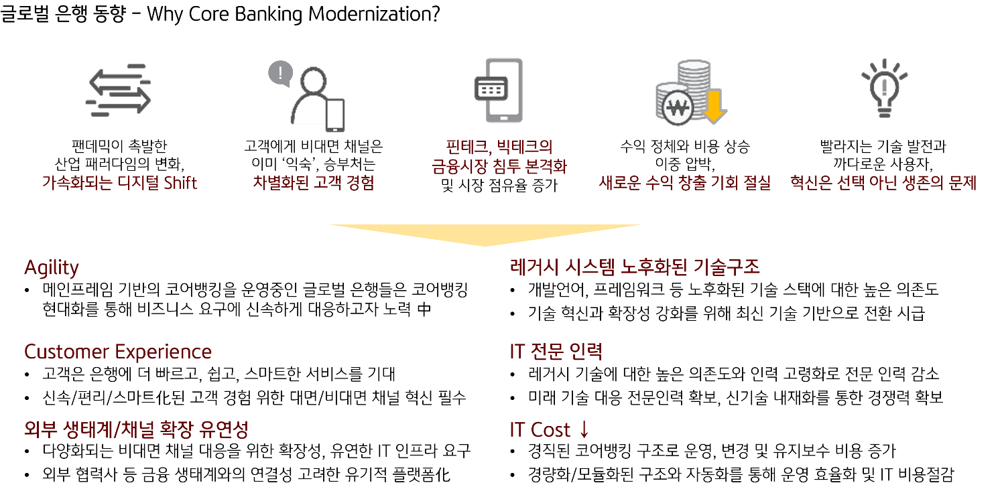 글로벌 은행 동향 – Why Core Banking Modernization?
!
팬데믹이 촉발한
산업 패러다임의 변화,
가속화되는 디지털 Shift
고객에게 비대면 채널은
이미 ‘익숙’, 승부처는
차별화된 고객 경험
핀테크, 빅테크의
금융시장 침투 본격화
및 시장 점유율 증가
₩
수익 정체와 비용 상승
이중 압박,
새로운 수익 창출 기회 절실
빨라지는 기술 발전과
까다로운 사용자,
혁신은 선택 아닌 생존의 문제
Agility
• 메인프레임 기반의 코어뱅킹을 운영중인 글로벌 은행들은 코어뱅킹
현대화를 통해 비즈니스 요구에 신속하게 대응하고자 노력 中
Customer Experience
• 고객은 은행에 더 빠르고, 쉽고, 스마트한 서비스를 기대
• 신속/편리/스마트化된 고객 경험 위한 대면/비대면 채널 혁신 필수
외부 생태계/채널 확장 유연성
• 다양화되는 비대면 채널 대응을 위한 확장성, 유연한 IT 인프라 요구
• 외부 협력사 등 금융 생태계와의 연결성 고려한 유기적 플랫폼化
레거시 시스템 노후화된 기술구조
• 개발언어, 프레임워크 등 노후화된 기술 스택에 대한 높은 의존도
• 기술 혁신과 확장성 강화를 위해 최신 기술 기반으로 전환 시급
IT 전문 인력
• 레거시 기술에 대한 높은 의존도와 인력 고령화로 전문 인력 감소
• 미래 기술 대응 전문인력 확보, 신기술 내재화를 통한 경쟁력 확보
IT Cost ↓
• 경직된 코어뱅킹 구조로 운영, 변경 및 유지보수 비용 증가
• 경량화/모듈화된 구조와 자동화를 통해 운영 효율화 및 IT 비용절감